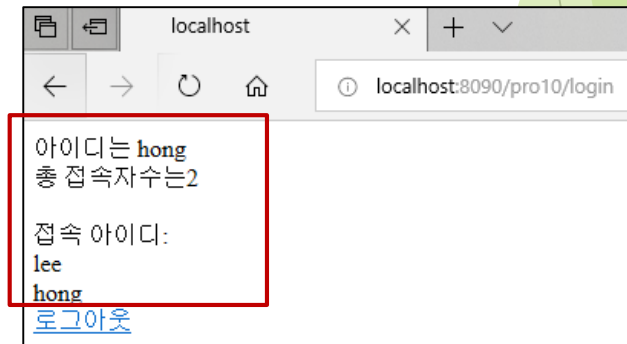 localhost
localhost:8090/pro10/login
아이디는 hong
총 접속자수는2
접속 아이디:
lee
hong
로그아웃